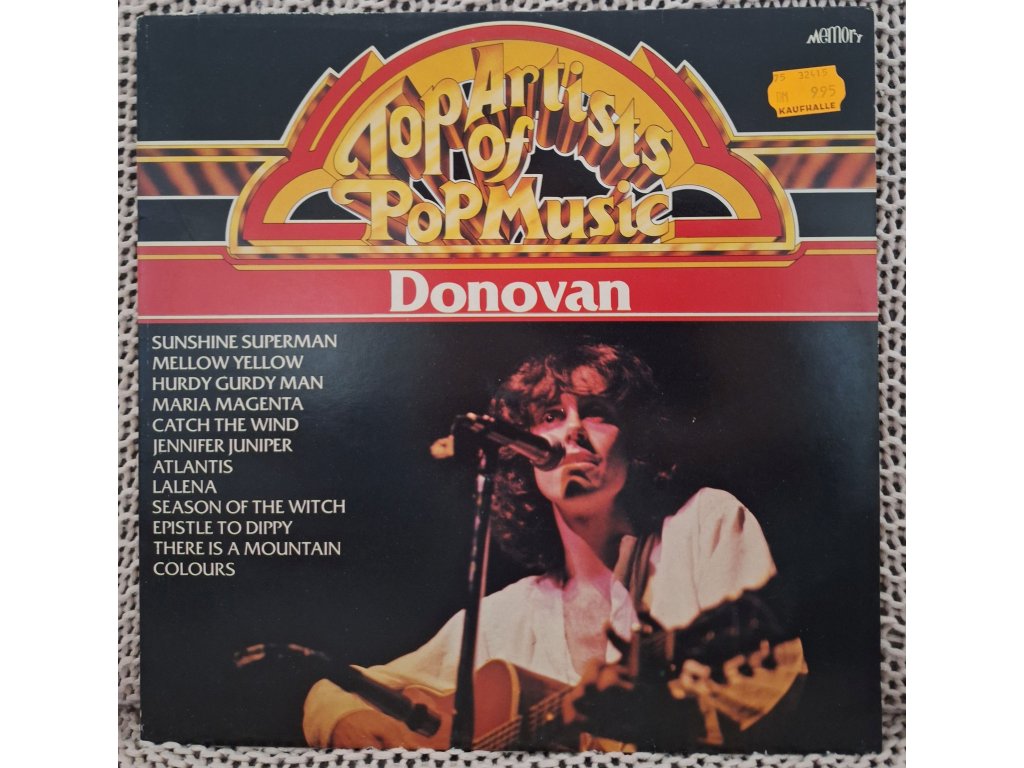 MEMORY
75 32415
DM 995
KAUFHALLE
Top Artists
of
Pop Music
Donovan
SUNSHINE SUPERMAN
MELLOW YELLOW
HURDY GURDY MAN
MARIA MAGENTA
CATCH THE WIND
JENNIFER JUNIPER
ATLANTIS
LALENA
SEASON OF THE WITCH
EPISTLE TO DIPPY
THERE IS A MOUNTAIN
COLOURS